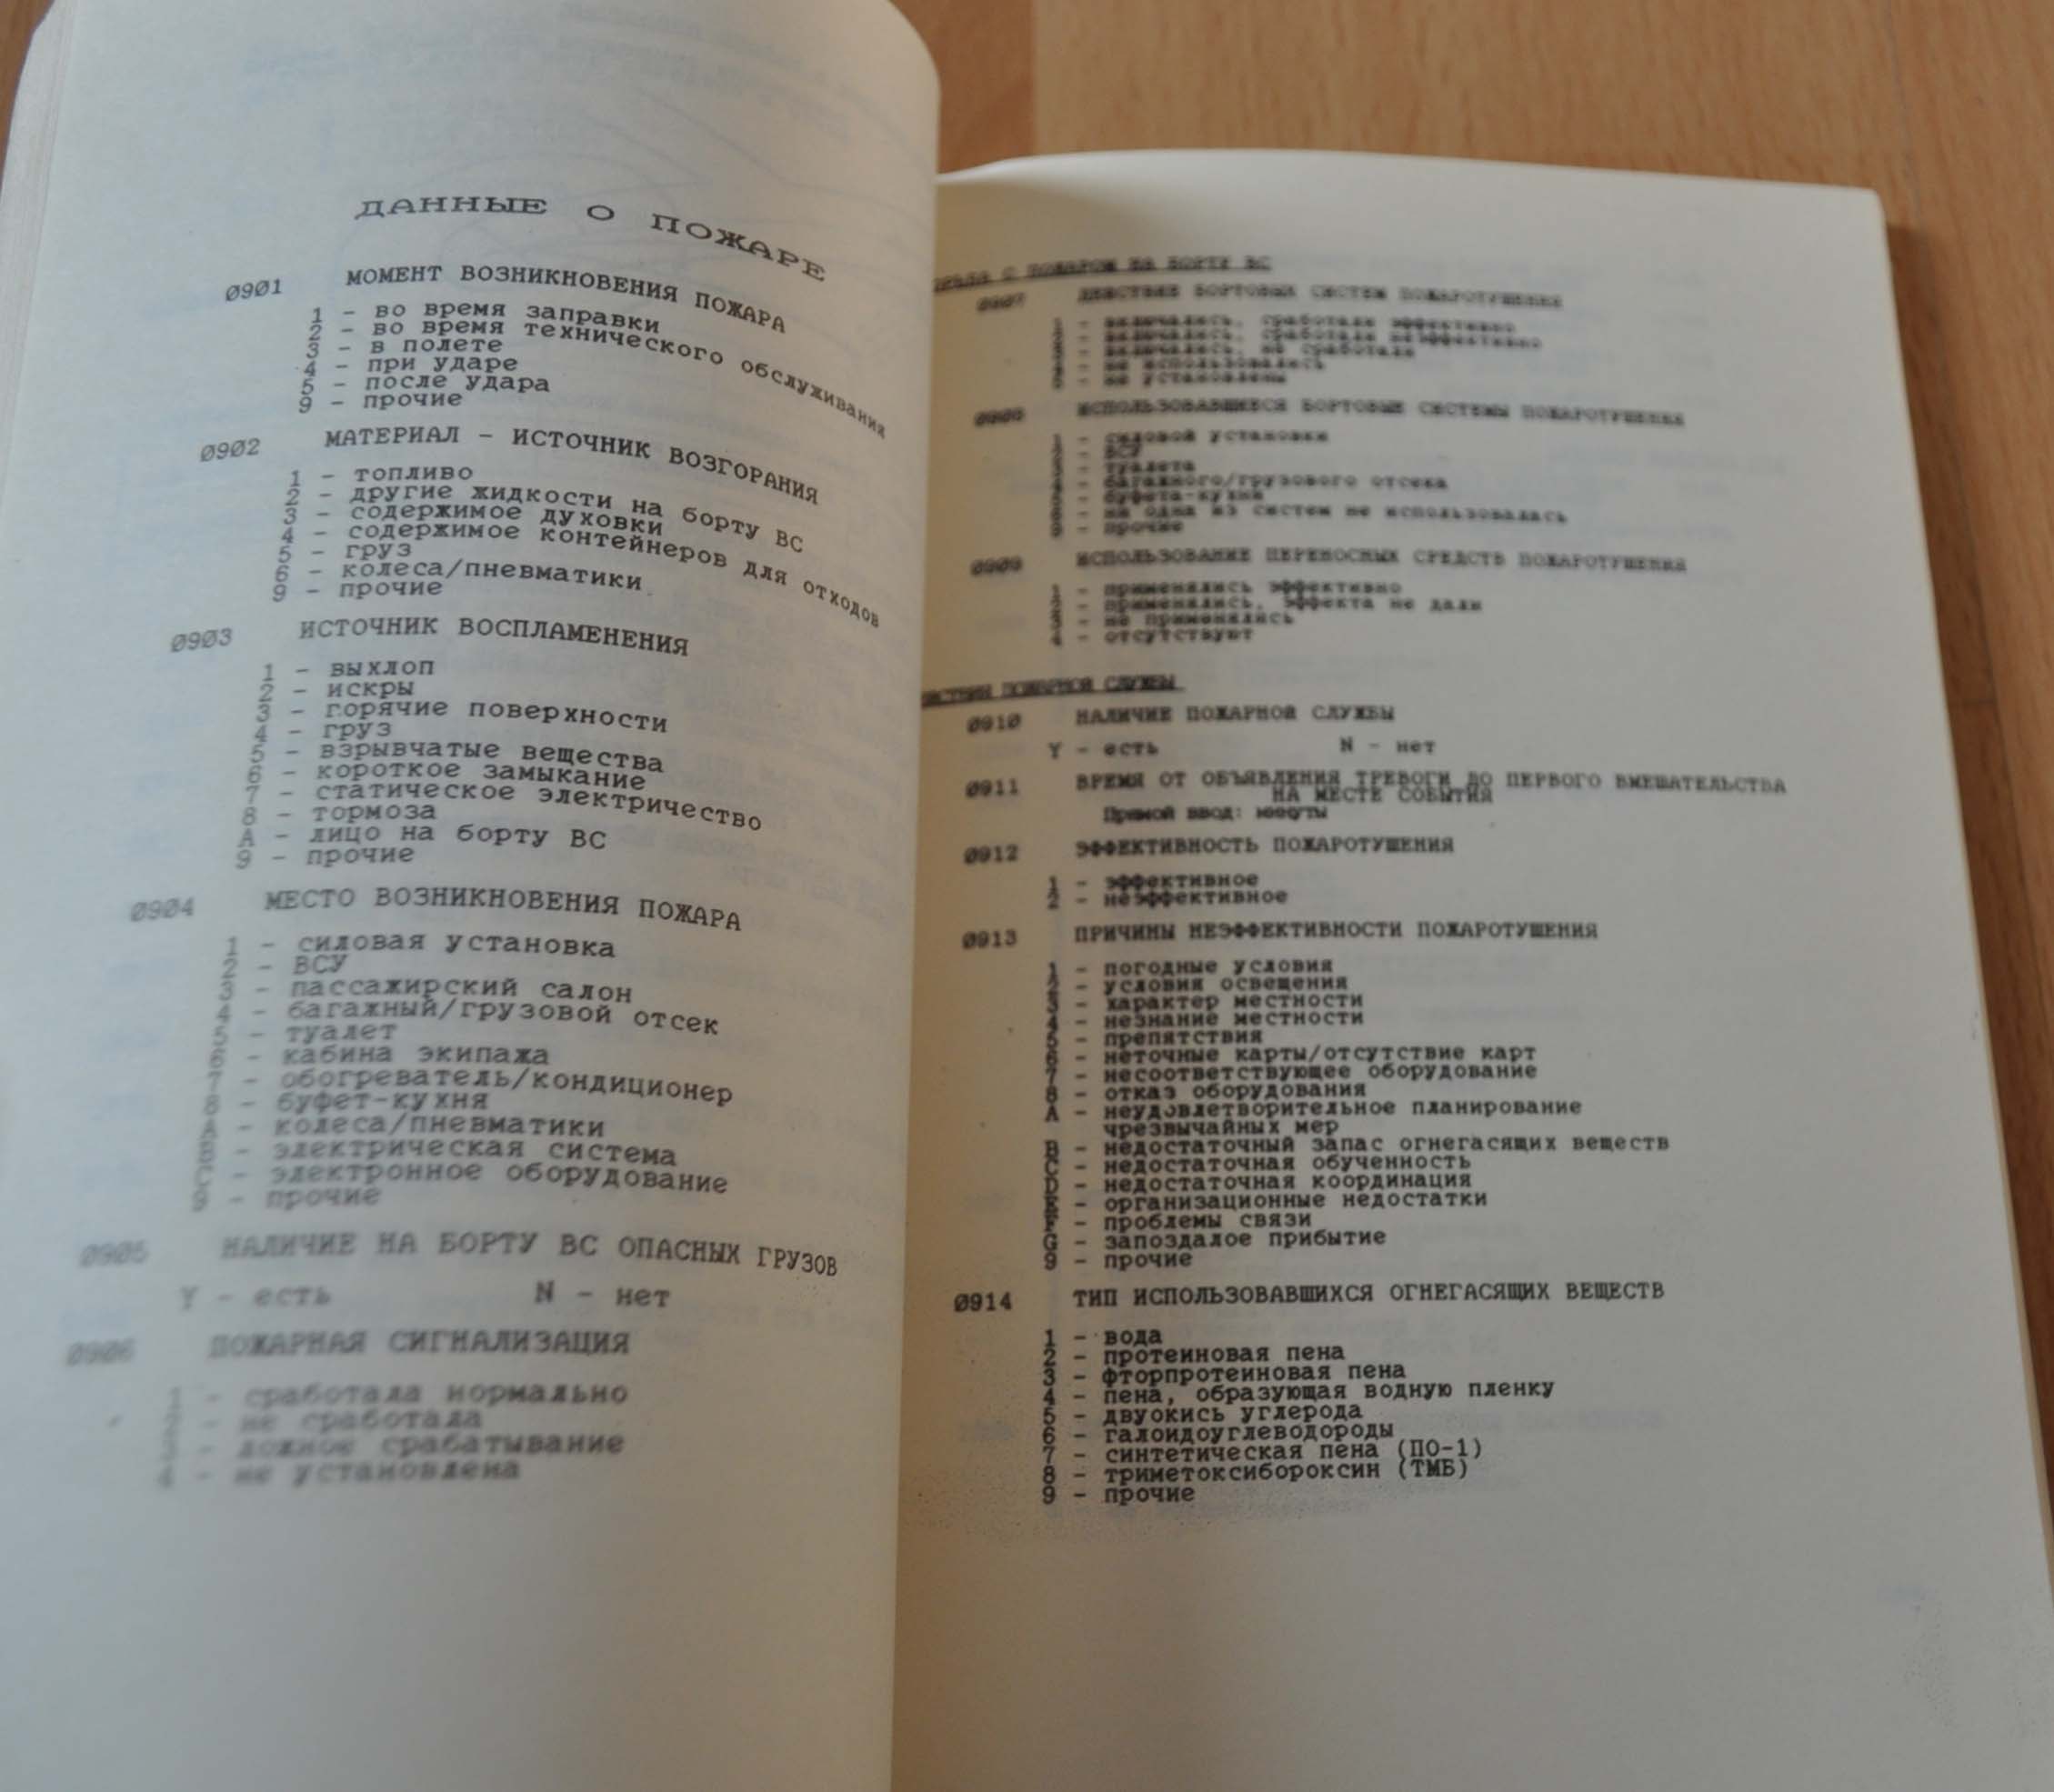 ДАННЫЕ О ПОЖАРЕ
0901 МОМЕНТ ВОЗНИКНОВЕНИЯ ПОЖАРА
1 - во время заправки
2 - во время технического обслуживания
3 - в полете
4 - при ударе
5 - после удара
9 - прочие
0902 МАТЕРИАЛ - ИСТОЧНИК ВОЗГОРАНИЯ
1 - топливо
2 - другие жидкости на борту ВС
3 - содержимое духовки
4 - содержимое контейнеров для отходов
5 - груз
6 - колеса/пневматики
9 - прочие
0903 ИСТОЧНИК ВОСПЛАМЕНЕНИЯ
1 - выхлоп
2 - искры
3 - горячие поверхности
4 - груз
5 - взрывчатые вещества
6 - короткое замыкание
7 - статическое электричество
8 - тормоза
A - лицо на борту ВС
9 - прочие
0904 МЕСТО ВОЗНИКНОВЕНИЯ ПОЖАРА
1 - силовая установка
2 - ВСУ
3 - пассажирский салон
4 - багажный/грузовой отсек
5 - туалет
6 - кабина экипажа
7 - обогреватель/кондиционер
8 - буфет-кухня
A - колеса/пневматики
B - электрическая система
C - электронное оборудование
9 - прочие
0905 НАЛИЧИЕ НА БОРТУ ВС ОПАСНЫХ ГРУЗОВ
Y - есть N - нет
0906 ПОЖАРНАЯ СИГНАЛИЗАЦИЯ
1 - сработала нормально
2 - не сработала
3 - ложное срабатывание
4 - не установлена
С ПОЖАРОМ НА БОРТУ ВС
0907 ДЕЙСТВИЕ БОРТОВЫХ СИСТЕМ ПОЖАРОТУШЕНИЯ
1 - включались, сработали эффективно
2 - включались, сработали неэффективно
3 - включались, не сработали
4 - не использовались
5 - не установлены
0908 ИСПОЛЬЗОВАВШИЕСЯ БОРТОВЫЕ СИСТЕМЫ ПОЖАРОТУШЕНИЯ
1 - силовой установки
2 - ВСУ
3 - туалета
4 - багажного/грузового отсека
5 - буфета-кухни
- ни одна из систем не использовалась
9 - прочие
0909 ИСПОЛЬЗОВАНИЕ ПЕРЕНОСНЫХ СРЕДСТВ ПОЖАРОТУШЕНИЯ
1 - применялись эффективно
2 - применялись, эффекта не дали
3 - не применялись
4 - отсутствуют
ПОЖАРНОЙ СЛУЖБЫ
0910 НАЛИЧИЕ ПОЖАРНОЙ СЛУЖБЫ
Y - есть N - нет
0911 ВРЕМЯ ОТ ОБЪЯВЛЕНИЯ ТРЕВОГИ ДО ПЕРВОГО ВМЕШАТЕЛЬСТВА
НА МЕСТЕ СОБЫТИЯ
Прямой ввод: минуты
0912 ЭФФЕКТИВНОСТЬ ПОЖАРОТУШЕНИЯ
1 - эффективное
2 - неэффективное
0913 ПРИЧИНЫ НЕЭФФЕКТИВНОСТИ ПОЖАРОТУШЕНИЯ
1 - погодные условия
2 - условия освещения
3 - характер местности
4 - незнание местности
5 - препятствия
6 - неточные карты/отсутствие карт
7 - несоответствующее оборудование
8 - отказ оборудования
A - неудовлетворительное планирование
чрезвычайных мер
B - недостаточный запас огнегасящих веществ
C - недостаточная обученность
D - недостаточная координация
E - организационные недостатки
F - проблемы связи
G - запоздалое прибытие
9 - прочие
0914 ТИП ИСПОЛЬЗОВАВШИХСЯ ОГНЕГАСЯЩИХ ВЕЩЕСТВ
1 - вода
2 - протеиновая пена
3 - фторпротеиновая пена
4 - пена, образующая водную пленку
5 - двуокись углерода
6 - галоидоуглеводороды
7 - синтетическая пена (ПО-1)
8 - триметоксибороксин (ТМБ)
9 - прочие